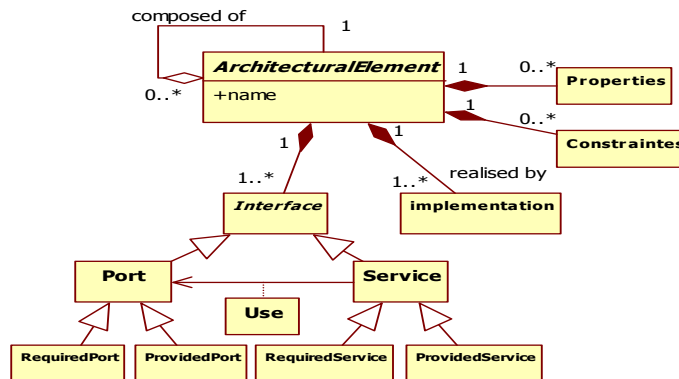 composed of
1
ArchitecturalElement
+name
0..*
1
0..*
Properties
1
0..*
Constraintes
1
1
1..*
1..*
realised by
Interface
implementation
Port
Service
Use
RequiredPort
ProvidedPort
RequiredService
ProvidedService